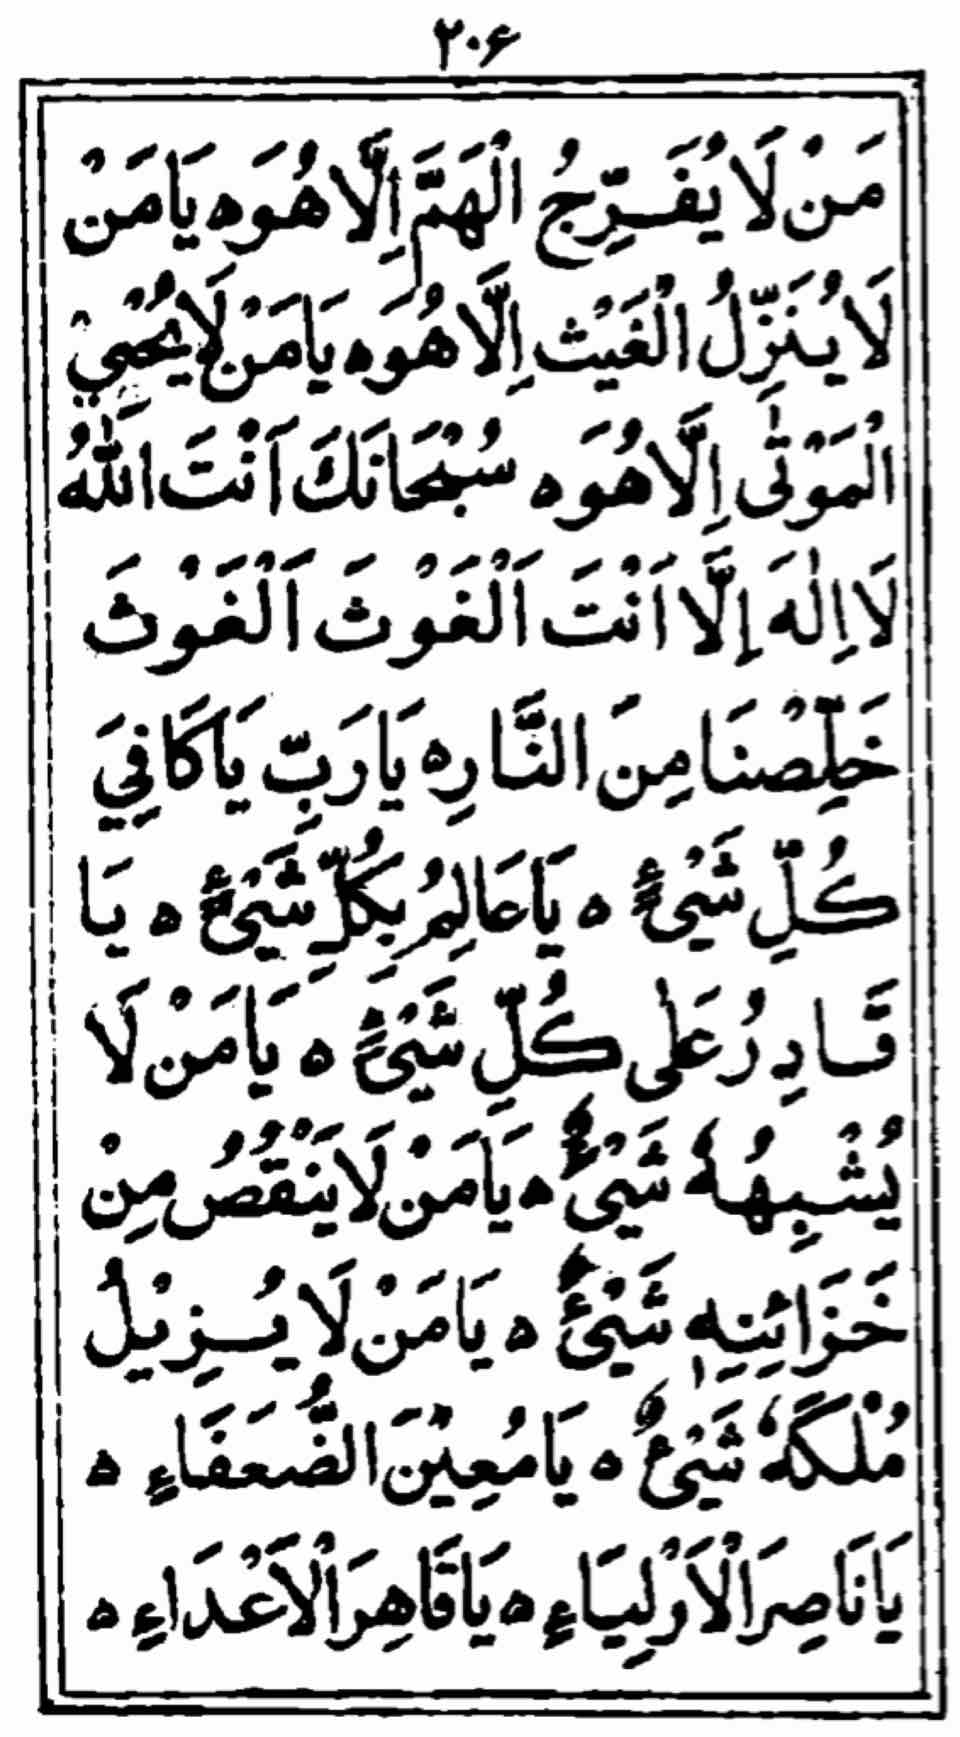 ۲۰۶
مَنْ لَا يُفَرِّجُ الْهَمَّ اِلَّا هُوَ ہ يَا مَنْ
لَا يُنَزِّلُ الْغَيْثَ اِلَّا هُوَ ہ يَا مَنْ لَا يُحْيِيْ
الْمَوْتٰى اِلَّا هُوَ ہ سُبْحَانَكَ اَنْتَ اللّٰهُ
لَا اِلٰهَ اِلَّا اَنْتَ اَلْغَوْثَ اَلْغَوْثَ
خَلِّصْنَا مِنَ النَّارِ ہ يَا رَبِّ يَا كَافِيَ
كُلِّ شَيْئٍ ہ يَا عَالِمُ بِكُلِّ شَيْئٍ ہ يَا
قَادِرُ عَلٰى كُلِّ شَيْئٍ ہ يَا مَنْ لَا
يُشْبِهُهٗ شَيْئٌ ہ يَا مَنْ لَا يَنْقُصُ مِنْ
خَزَائِنِهٖ شَيْئٌ ہ يَا مَنْ لَا يُزِيْلُ
مُلْكَهٗ شَيْئٌ ہ يَا مُعِيْنَ الضُّعَفَاءِ ہ
يَا نَاصِرَ الْاَوْلِيَاءِ ہ يَا قَاهِرَ الْاَعْدَاءِ ہ